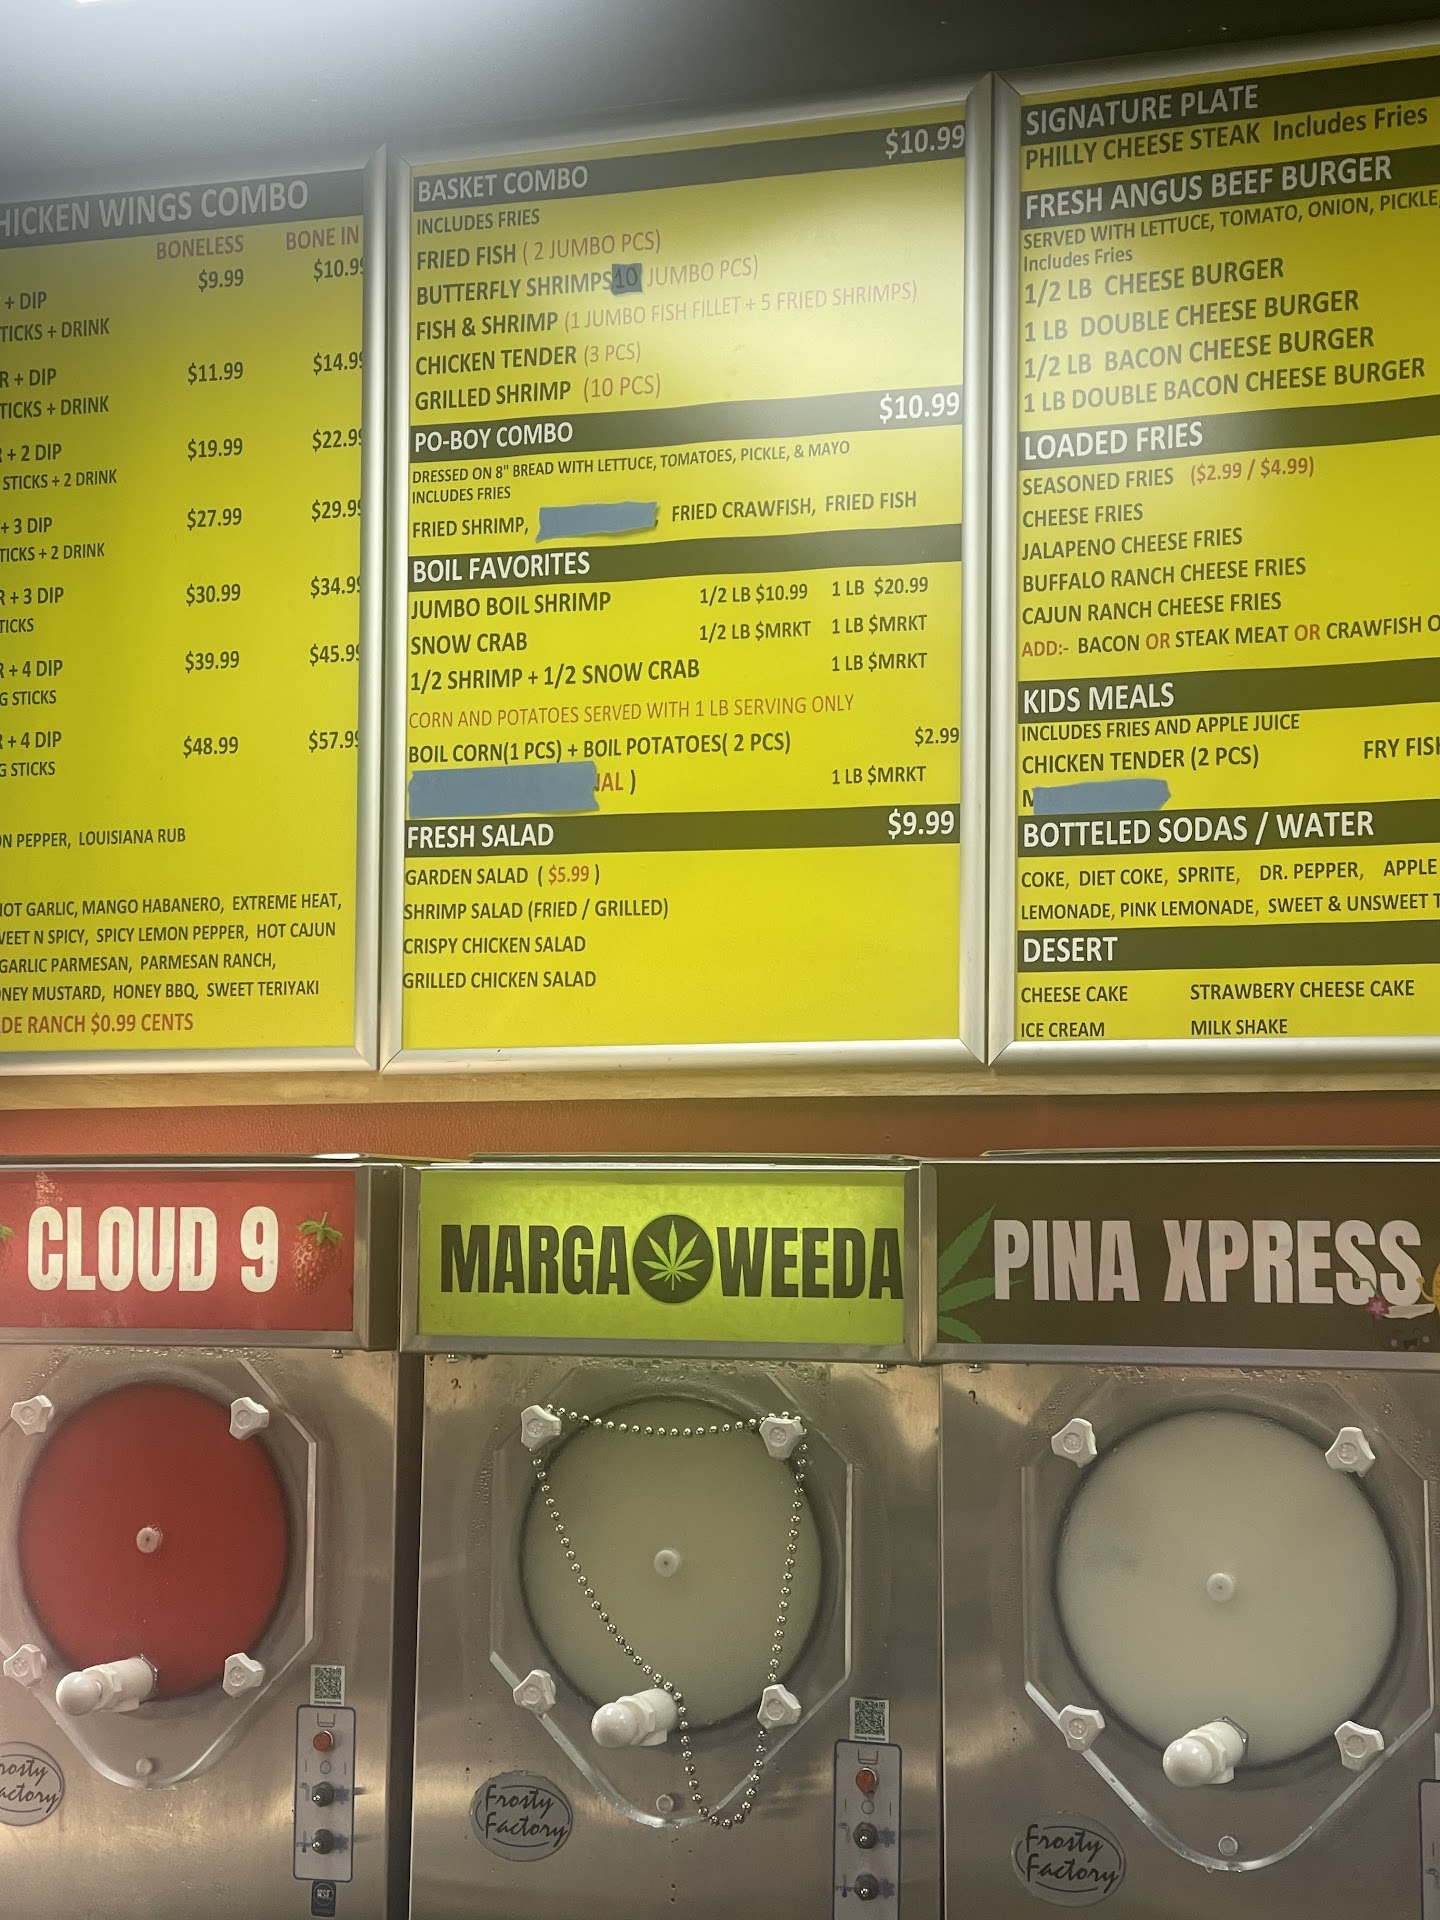 HICKEN WINGS COMBO
BONELESS BONE IN
$9.99 $10.99
+ DIP
TICKS + DRINK
$11.99 $14.99
R + DIP
TICKS + DRINK
$19.99 $22.99
+ 2 DIP
STICKS + 2 DRINK
$27.99 $29.99
+ 3 DIP
TICKS + 2 DRINK
$30.99 $34.99
R + 3 DIP
TICKS
$39.99 $45.99
R + 4 DIP
G STICKS
$48.99 $57.99
R + 4 DIP
G STICKS
ON PEPPER, LOUISIANA RUB
HOT GARLIC, MANGO HABANERO, EXTREME HEAT,
WEET N SPICY, SPICY LEMON PEPPER, HOT CAJUN
GARLIC PARMESAN, PARMESAN RANCH,
NEY MUSTARD, HONEY BBQ, SWEET TERIYAKI
DE RANCH $0.99 CENTS
BASKET COMBO $10.99
INCLUDES FRIES
FRIED FISH ( 2 JUMBO PCS)
BUTTERFLY SHRIMPS 10 JUMBO PCS)
FISH & SHRIMP (1 JUMBO FISH FILLET + 5 FRIED SHRIMPS)
CHICKEN TENDER (3 PCS)
GRILLED SHRIMP (10 PCS)
PO-BOY COMBO $10.99
DRESSED ON 8" BREAD WITH LETTUCE, TOMATOES, PICKLE, & MAYO
INCLUDES FRIES
FRIED SHRIMP, FRIED CRAWFISH, FRIED FISH
BOIL FAVORITES
JUMBO BOIL SHRIMP 1/2 LB $10.99 1 LB $20.99
SNOW CRAB 1/2 LB $MRKT 1 LB $MRKT
1/2 SHRIMP + 1/2 SNOW CRAB 1 LB $MRKT
CORN AND POTATOES SERVED WITH 1 LB SERVING ONLY
BOIL CORN(1 PCS) + BOIL POTATOES( 2 PCS) $2.99
NAL ) 1 LB $MRKT
FRESH SALAD $9.99
GARDEN SALAD ( $5.99 )
SHRIMP SALAD (FRIED / GRILLED)
CRISPY CHICKEN SALAD
GRILLED CHICKEN SALAD
SIGNATURE PLATE
PHILLY CHEESE STEAK Includes Fries
FRESH ANGUS BEEF BURGER
SERVED WITH LETTUCE, TOMATO, ONION, PICKLE,
Includes Fries
1/2 LB CHEESE BURGER
1 LB DOUBLE CHEESE BURGER
1/2 LB BACON CHEESE BURGER
1 LB DOUBLE BACON CHEESE BURGER
LOADED FRIES
SEASONED FRIES ($2.99 / $4.99)
CHEESE FRIES
JALAPENO CHEESE FRIES
BUFFALO RANCH CHEESE FRIES
CAJUN RANCH CHEESE FRIES
ADD:- BACON OR STEAK MEAT OR CRAWFISH O
KIDS MEALS
INCLUDES FRIES AND APPLE JUICE
CHICKEN TENDER (2 PCS) FRY FISH
M
BOTTELED SODAS / WATER
COKE, DIET COKE, SPRITE, DR. PEPPER, APPLE
LEMONADE, PINK LEMONADE, SWEET & UNSWEET T
DESERT
CHEESE CAKE STRAWBERY CHEESE CAKE
ICE CREAM MILK SHAKE
CLOUD 9
MARGA WEEDA
PINA XPRESS
Frosty
Factory
Frosty
Factory
Frosty
Factory
NSF